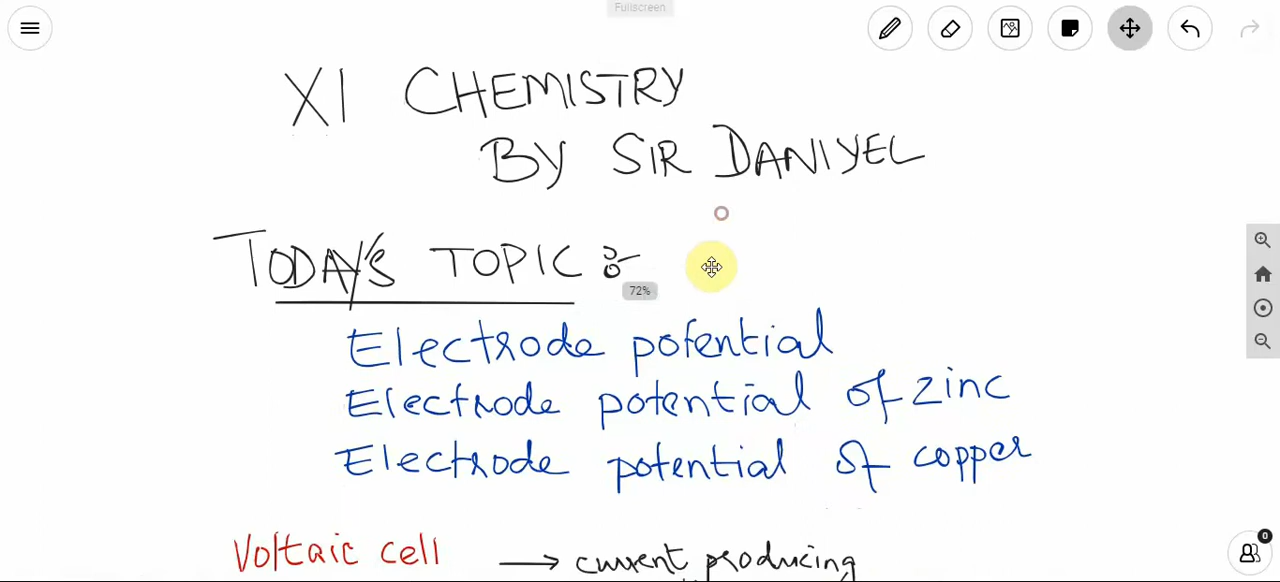 Fullscreen
XI CHEMISTRY
BY SIR DANIYEL
TODAY'S TOPIC :-
72%
Electrode potential
Electrode potential of zinc
Electrode potential of copper
Voltaic cell → current producing
0